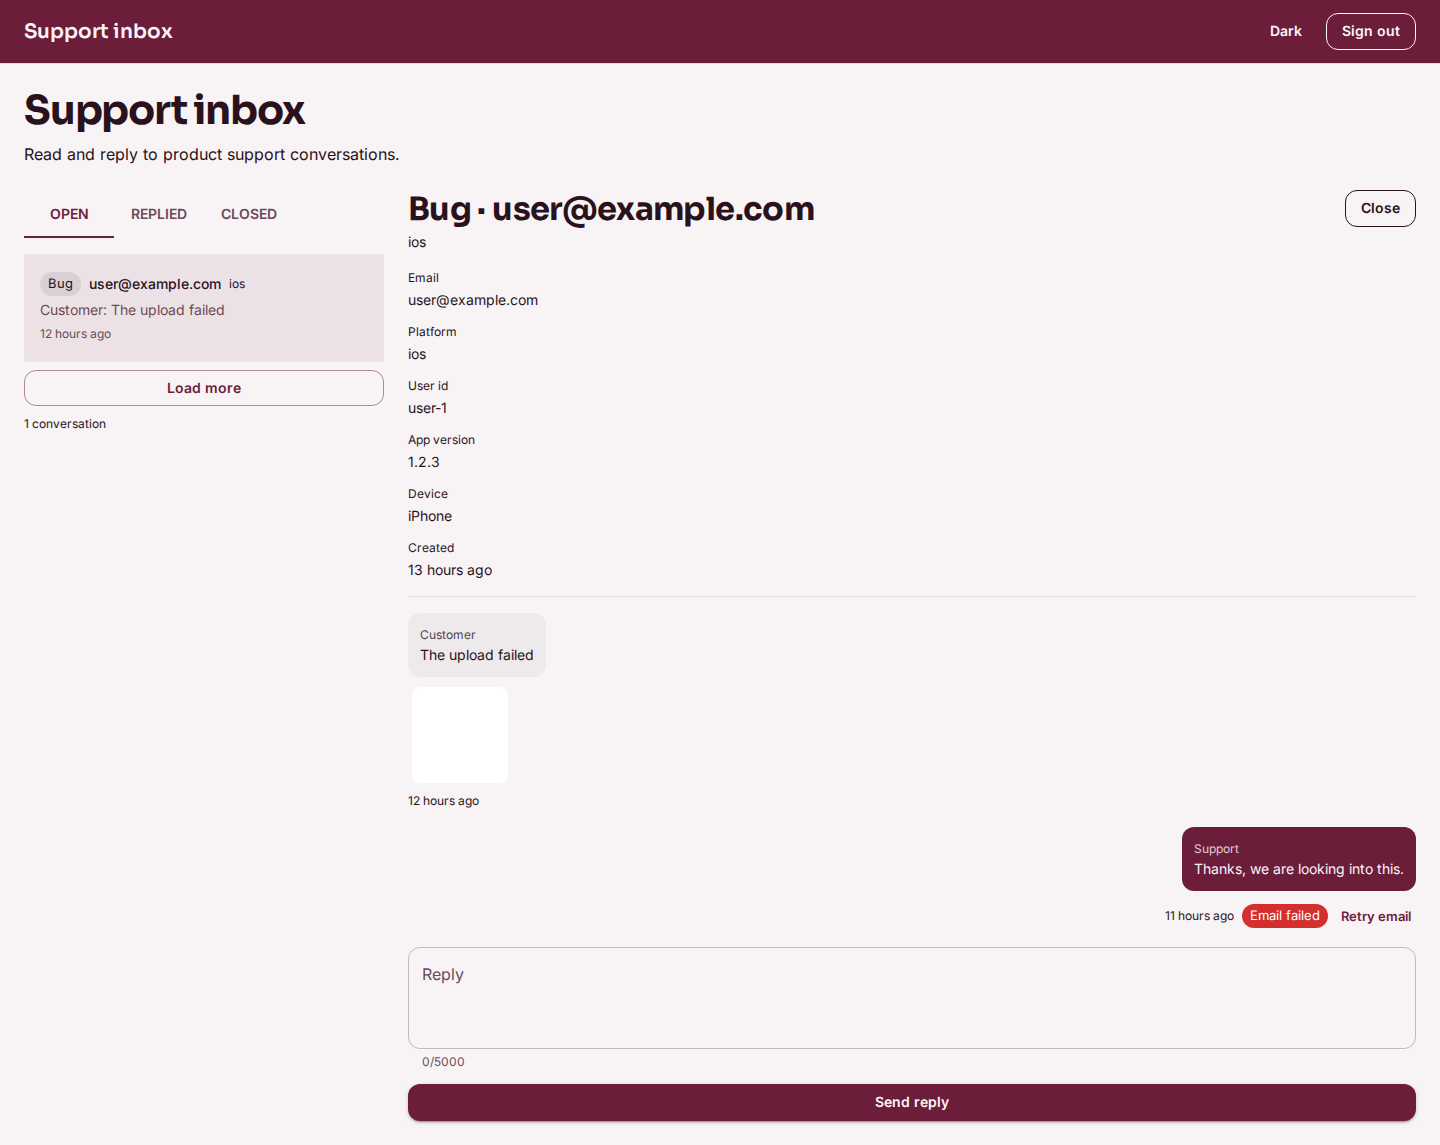 Support inbox
Dark
Sign out
Support inbox
Read and reply to product support conversations.
OPEN
REPLIED
CLOSED
Bug
user@example.com
ios
Customer: The upload failed
12 hours ago
Load more
1 conversation
Bug · user@example.com
Close
ios
Email
user@example.com
Platform
ios
User id
user-1
App version
1.2.3
Device
iPhone
Created
13 hours ago
Customer
The upload failed
12 hours ago
Support
Thanks, we are looking into this.
11 hours ago
Email failed
Retry email
Reply
0/5000
Send reply